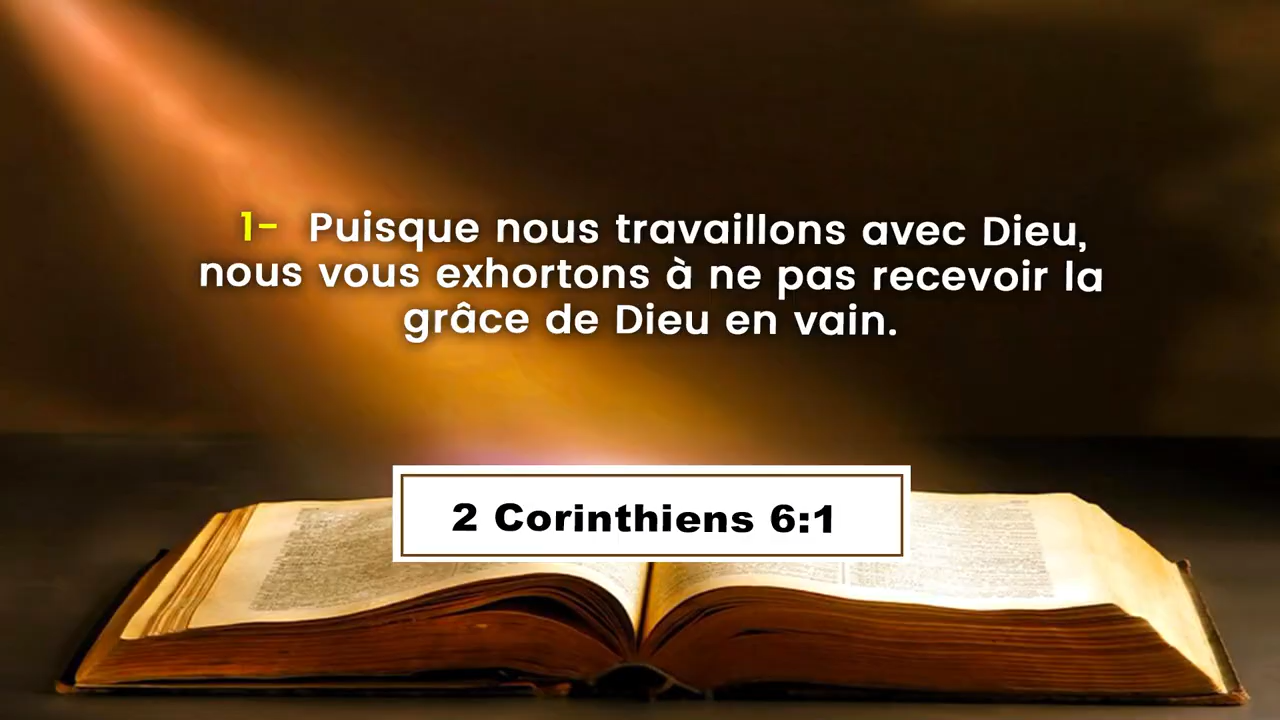 1- Puisque nous travaillons avec Dieu,
nous vous exhortons à ne pas recevoir la
grâce de Dieu en vain.
2 Corinthiens 6:1